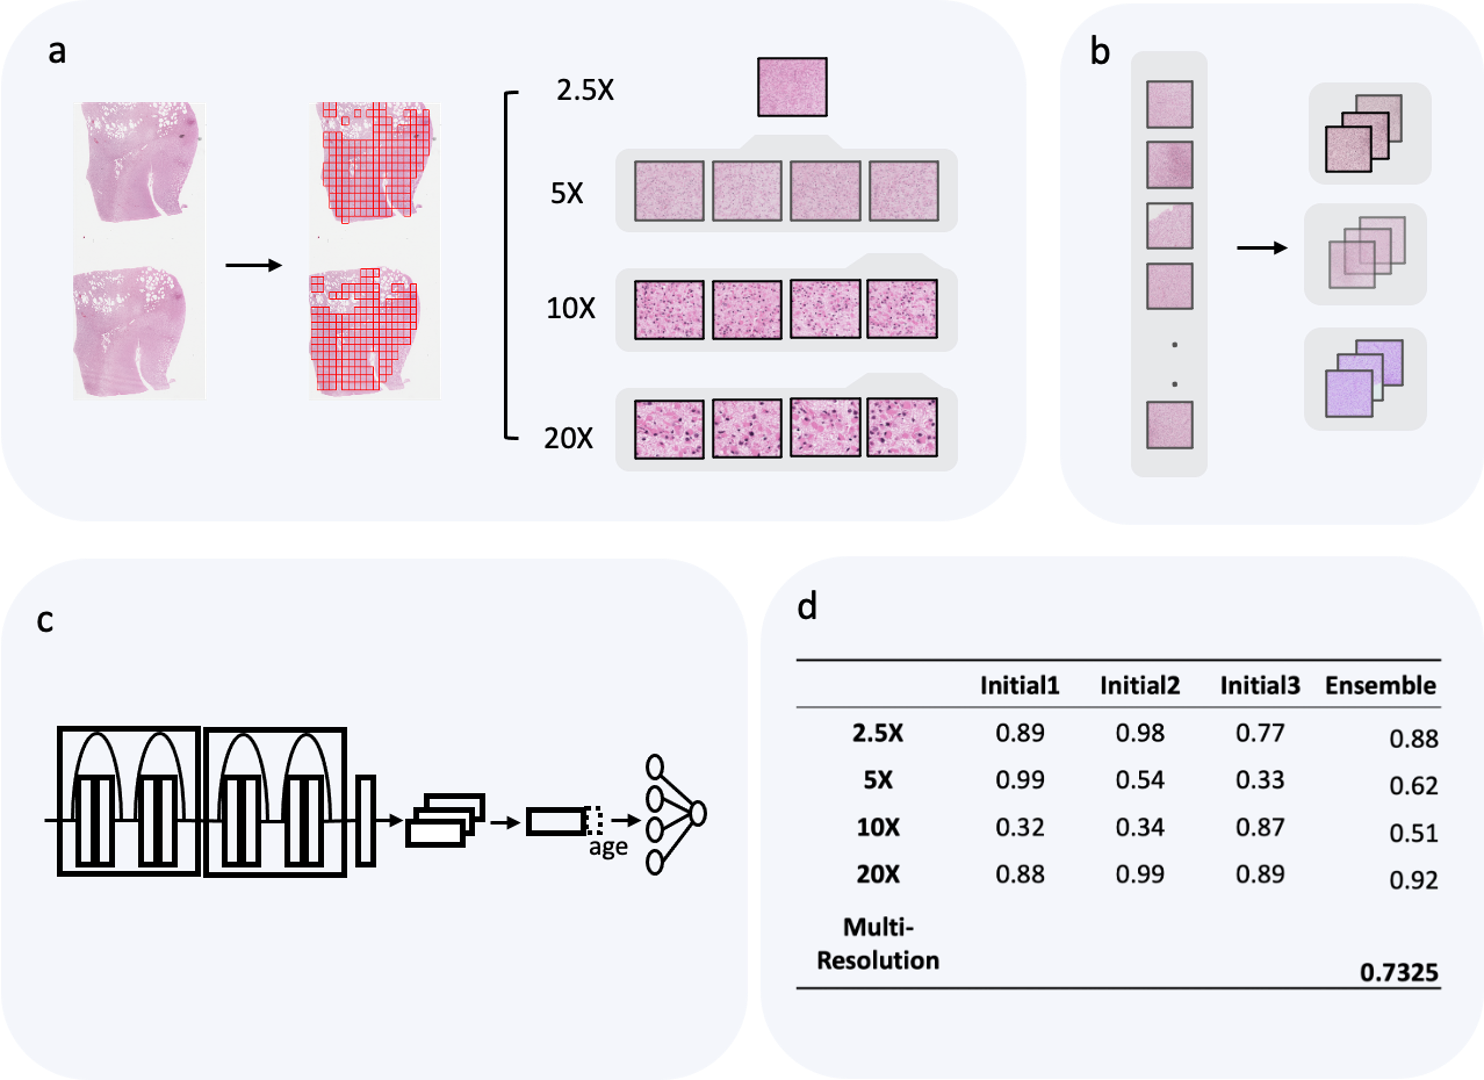 a
2.5X
5X
10X
20X
b
c
age
d
Initial1 Initial2 Initial3 Ensemble
2.5X 0.89 0.98 0.77 0.88
5X 0.99 0.54 0.33 0.62
10X 0.32 0.34 0.87 0.51
20X 0.88 0.99 0.89 0.92
Multi-
Resolution
0.7325